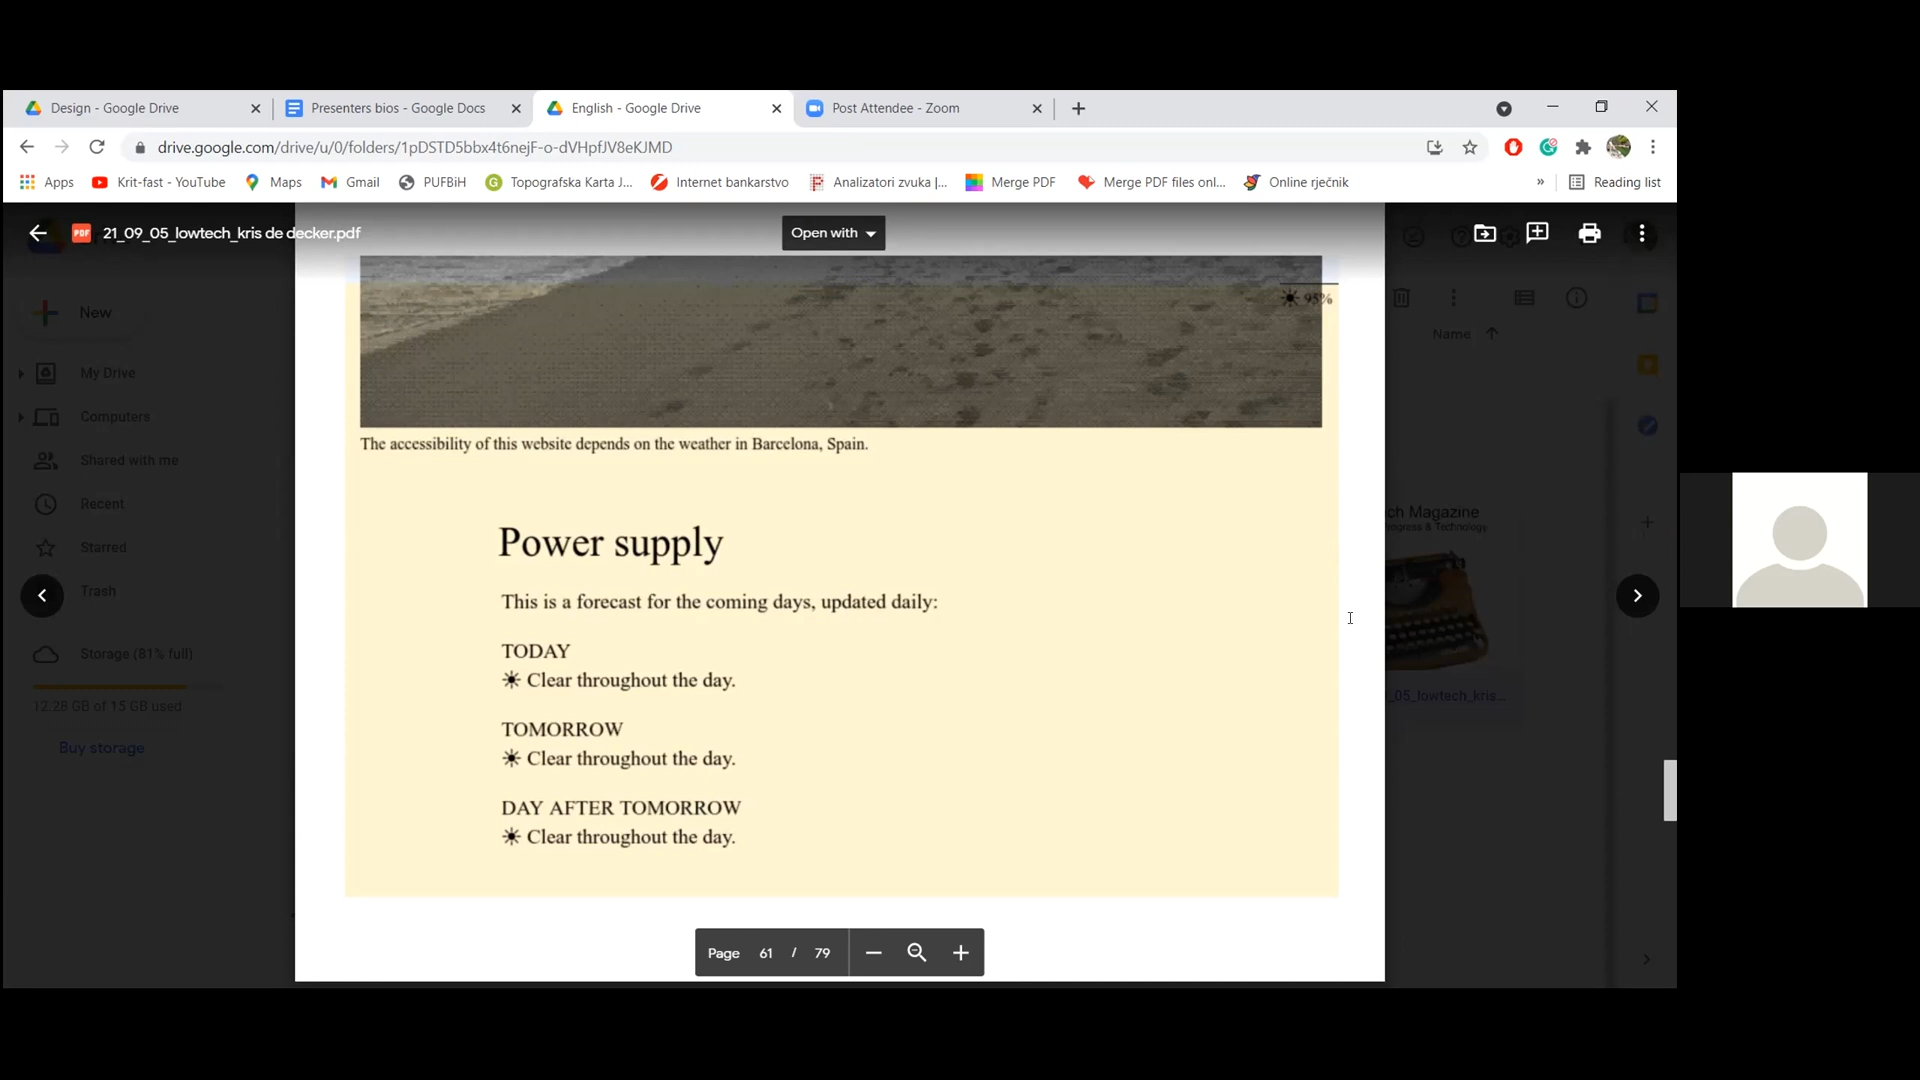 Design - Google Drive
Presenters bios - Google Docs
English - Google Drive
Post Attendee - Zoom
drive.google.com/drive/u/0/folders/1pDSTD5bbx4t6nejF-o-dVHpfJV8eKJMD
Apps
Krit-fast - YouTube
Maps
Gmail
PUFBiH
Topografska Karta J...
Internet bankarstvo
Analizatori zvuka |...
Merge PDF
Merge PDF files onl...
Online rječnik
»
Reading list
PDF
21_09_05_lowtech_kris de decker.pdf
Open with
95%
New
Name
My Drive
Computers
The accessibility of this website depends on the weather in Barcelona, Spain.
Shared with me
Recent
ch Magazine
Progress & Technology
Power supply
Starred
Trash
This is a forecast for the coming days, updated daily:
Storage (81% full)
TODAY
Clear throughout the day.
_05_lowtech_kris...
12.28 GB of 15 GB used
TOMORROW
Buy storage
Clear throughout the day.
DAY AFTER TOMORROW
Clear throughout the day.
Page 61 / 79